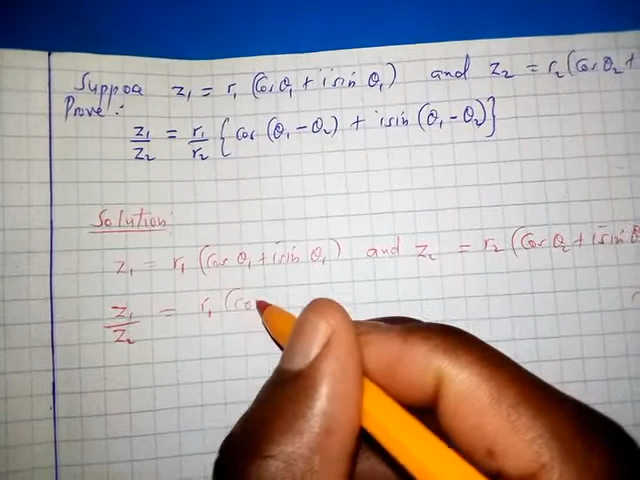 Suppose z₁ = r₁ (Cos θ₁ + i sin θ₁) and z₂ = r₂ (Cos θ₂ +
Prove :
z₁/z₂ = r₁/r₂ { cos (θ₁ - θ₂) + i sin (θ₁ - θ₂) }
Solution
z₁ = r₁ (Cos θ₁ + i sin θ₁) and z₂ = r₂ (Cos θ₂ + i sin θ
z₁/z₂ = r₁ (co